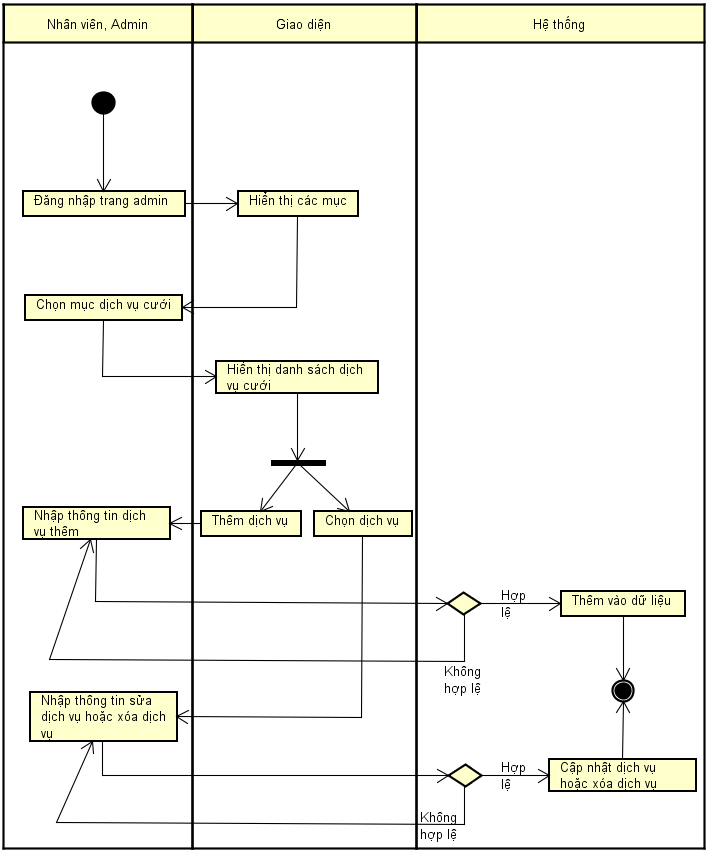 Nhân viên, Admin
Giao diện
Hệ thống
Đăng nhập trang admin
Hiển thị các mục
Chọn mục dịch vụ cưới
Hiển thị danh sách dịch
vụ cưới
Nhập thông tin dịch
vụ thêm
Thêm dịch vụ
Chọn dịch vụ
Hợp
lệ
Thêm vào dữ liệu
Không
hợp lệ
Nhập thông tin sửa
dịch vụ hoặc xóa dịch
vụ
Hợp
lệ
Cập nhật dịch vụ
hoặc xóa dịch vụ
Không
hợp lệ